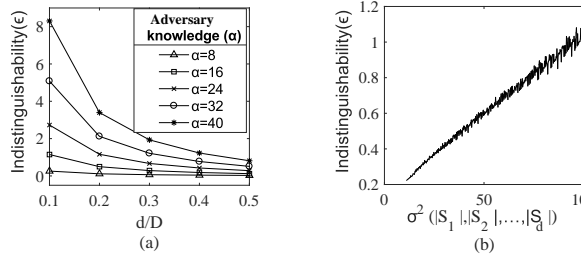 Indistinguishability(ϵ)
8
6
4
2
0
Adversary
knowledge (α)
α=8
α=16
α=24
α=32
α=40
0.1 0.2 0.3 0.4 0.5
d/D
(a)
Indistinguishability(ϵ)
1.2
1
0.8
0.6
0.4
0.2
0 50 100
σ² (|S₁|,|S₂|,...,|S_d|)
(b)